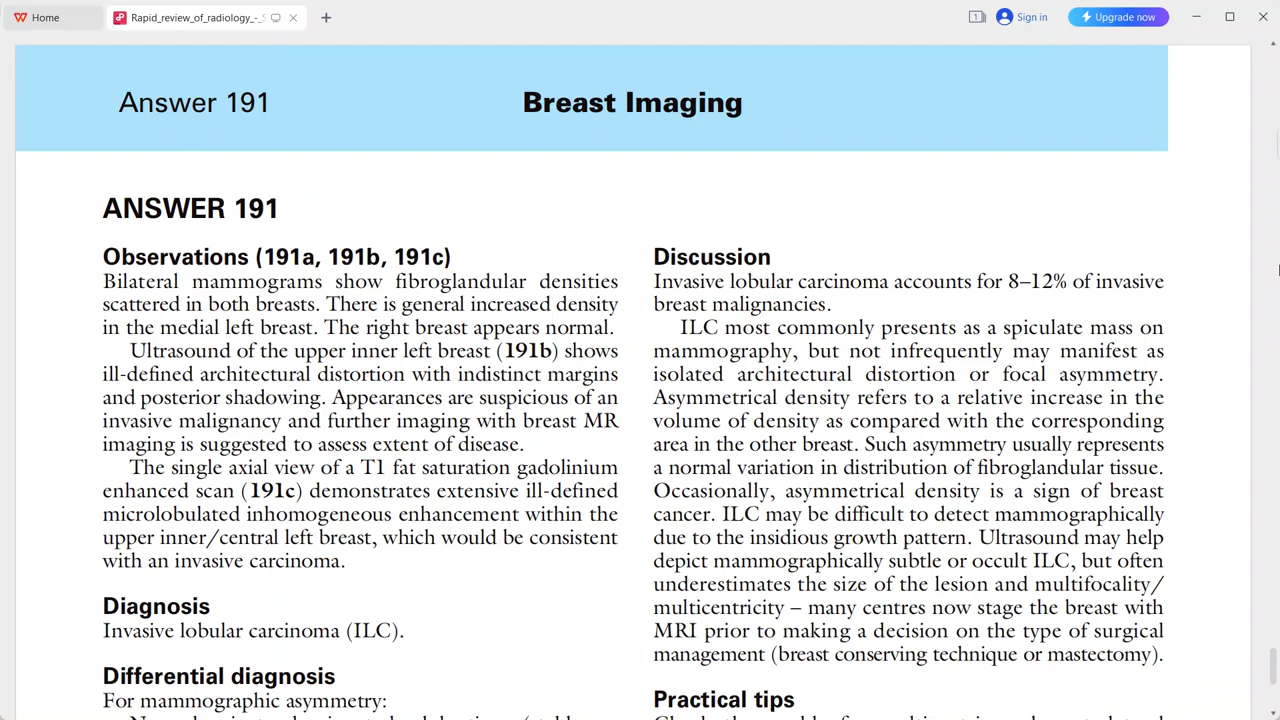 Home
Rapid_review_of_radiology_-_S
Sign in
Upgrade now
Answer 191
Breast Imaging
ANSWER 191
Observations (191a, 191b, 191c)
Bilateral mammograms show fibroglandular densities
scattered in both breasts. There is general increased density
in the medial left breast. The right breast appears normal.
Ultrasound of the upper inner left breast (191b) shows
ill-defined architectural distortion with indistinct margins
and posterior shadowing. Appearances are suspicious of an
invasive malignancy and further imaging with breast MR
imaging is suggested to assess extent of disease.
The single axial view of a T1 fat saturation gadolinium
enhanced scan (191c) demonstrates extensive ill-defined
microlobulated inhomogeneous enhancement within the
upper inner/central left breast, which would be consistent
with an invasive carcinoma.
Diagnosis
Invasive lobular carcinoma (ILC).
Differential diagnosis
For mammographic asymmetry:
Discussion
Invasive lobular carcinoma accounts for 8–12% of invasive
breast malignancies.
ILC most commonly presents as a spiculate mass on
mammography, but not infrequently may manifest as
isolated architectural distortion or focal asymmetry.
Asymmetrical density refers to a relative increase in the
volume of density as compared with the corresponding
area in the other breast. Such asymmetry usually represents
a normal variation in distribution of fibroglandular tissue.
Occasionally, asymmetrical density is a sign of breast
cancer. ILC may be difficult to detect mammographically
due to the insidious growth pattern. Ultrasound may help
depict mammographically subtle or occult ILC, but often
underestimates the size of the lesion and multifocality/
multicentricity – many centres now stage the breast with
MRI prior to making a decision on the type of surgical
management (breast conserving technique or mastectomy).
Practical tips